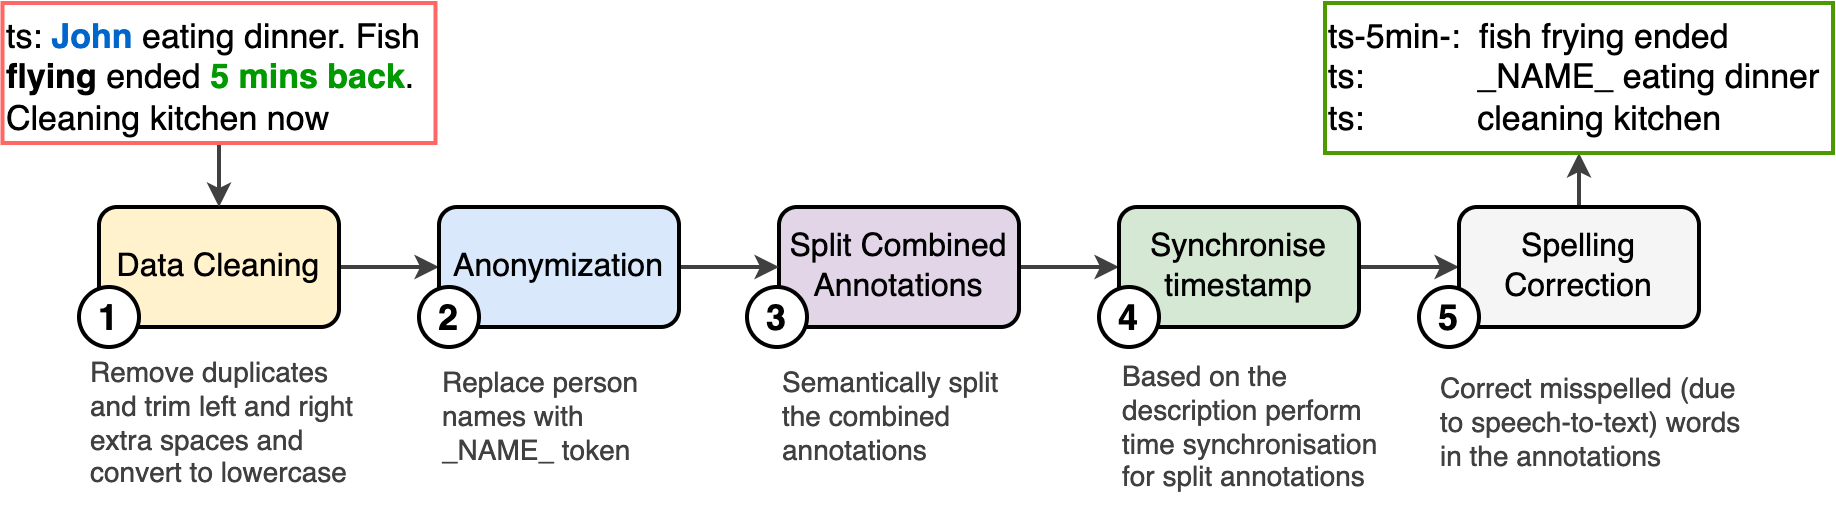 ts: John eating dinner. Fish
flying ended 5 mins back.
Cleaning kitchen now
ts-5min-: fish frying ended
ts: _NAME_ eating dinner
ts: cleaning kitchen
Data Cleaning
1
Remove duplicates
and trim left and right
extra spaces and
convert to lowercase
Anonymization
2
Replace person
names with
_NAME_ token
Split Combined
Annotations
3
Semantically split
the combined
annotations
Synchronise
timestamp
4
Based on the
description perform
time synchronisation
for split annotations
Spelling
Correction
5
Correct misspelled (due
to speech-to-text) words
in the annotations